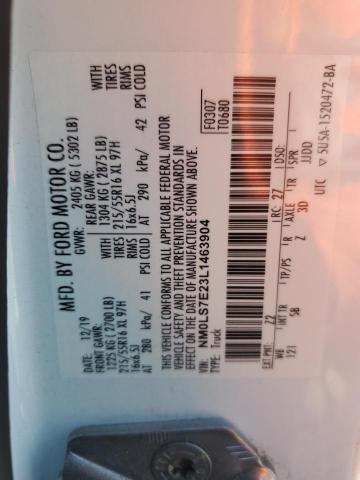 MFD. BY FORD MOTOR CO.
12/19
GVWR: 2405 KG ( 5302 LB)
FRONT GAWR:
1225 KG ( 2700 LB)
WITH
215/55R16 XL 97H
TIRES
16x6.5J
RIMS
AT 280 kPa/ 41 PSI COLD
REAR GAWR:
1304 KG ( 2875 LB)
WITH
215/55R16 XL 97H
TIRES
16x6.5J
RIMS
AT 290 kPa/ 42 PSI COLD
THIS VEHICLE CONFORMS TO ALL APPLICABLE FEDERAL MOTOR
VEHICLE SAFETY AND THEFT PREVENTION STANDARDS IN
EFFECT ON THE DATE OF MANUFACTURE SHOWN ABOVE.
VIN: NM0LS7E23L1463904
TYPE: Truck
F0307
T0680
EXT PNT: Z2
RC: 27
DSO:
WB
TP/PS
R
AXLE
TR
SPR
121
SB
Z
3D
JJDD
UTC
5U5A-1520472-BA